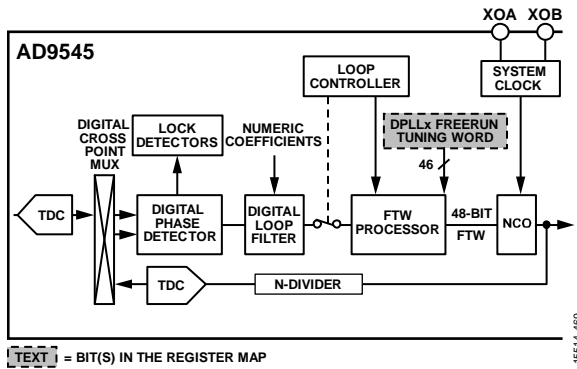 XOA XOB
AD9545
LOOP
CONTROLLER
SYSTEM
CLOCK
DIGITAL
CROSS
POINT
MUX
LOCK
DETECTORS
NUMERIC
COEFFICIENTS
DPLLx FREERUN
TUNING WORD
46
TDC
DIGITAL
PHASE
DETECTOR
DIGITAL
LOOP
FILTER
FTW
PROCESSOR
48-BIT
FTW
NCO
TDC
N-DIVIDER
TEXT = BIT(S) IN THE REGISTER MAP
15514-469